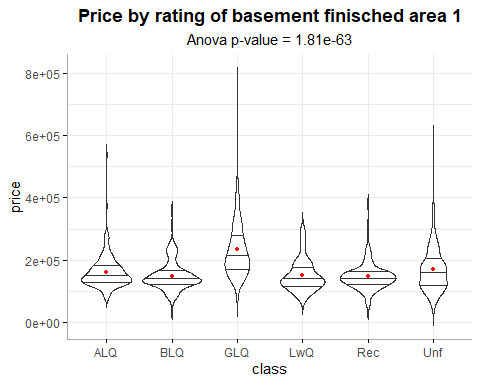 Price by rating of basement finisched area 1
Anova p-value = 1.81e-63
8e+05
6e+05
4e+05
2e+05
0e+00
price
ALQ BLQ GLQ LwQ Rec Unf
class